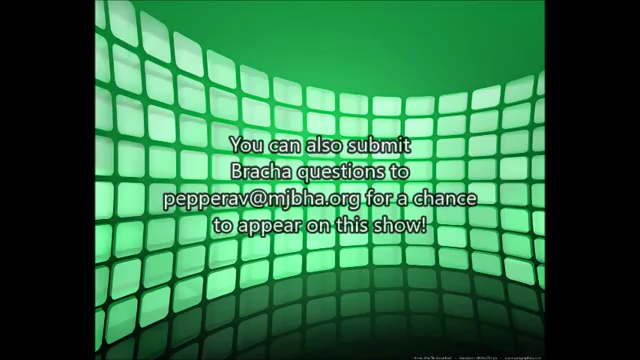 You can also submit
Bracha questions to
pepperav@mjbha.org for a chance
to appear on this show!